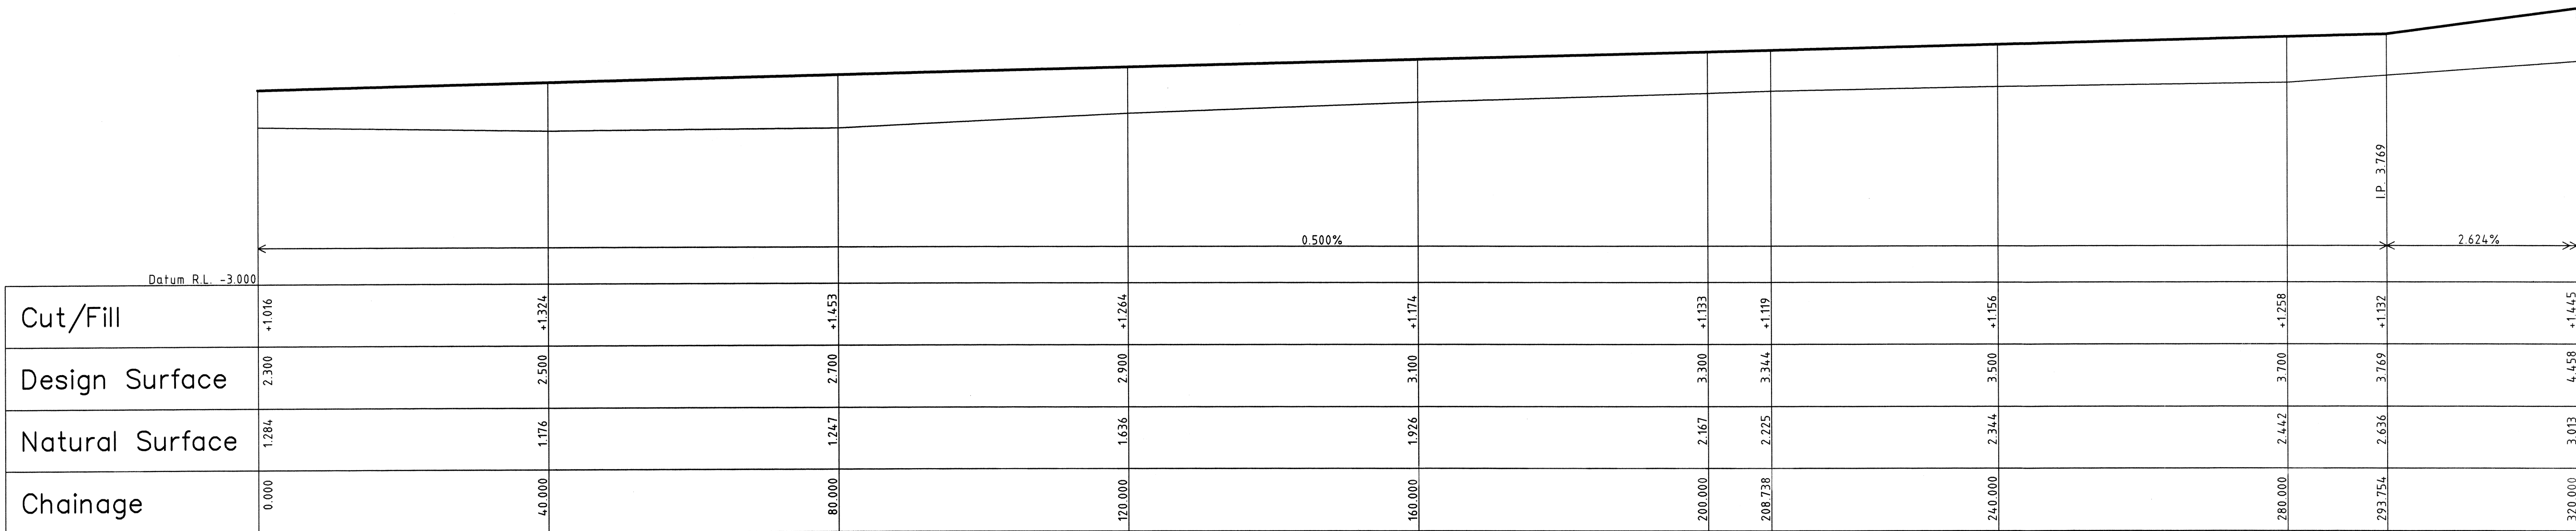 I.P. 3.769
0.500%
2.624%
Datum R.L. -3.000
Cut/Fill +1.016 +1.324 +1.453 +1.264 +1.174 +1.133 +1.119 +1.156 +1.258 +1.132 +1.445
Design Surface 2.300 2.500 2.700 2.900 3.100 3.300 3.344 3.500 3.700 3.769 4.458
Natural Surface 1.284 1.176 1.247 1.636 1.926 2.167 2.225 2.344 2.442 2.636 3.013
Chainage 0.000 40.000 80.000 120.000 160.000 200.000 208.738 240.000 280.000 293.754 320.000